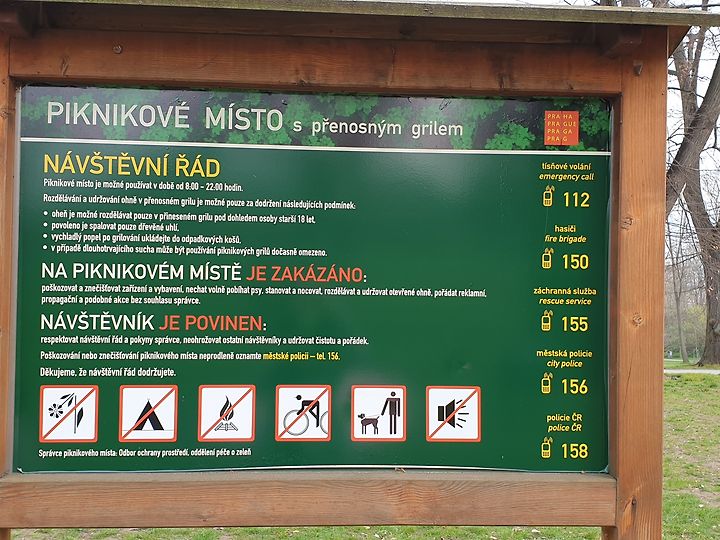 PIKNIKOVÉ MÍSTO s přenosným grilem
PRA HA
PRA GUE
PRA GA
PRA G
NÁVŠTĚVNÍ ŘÁD
Piknikové místo je možné používat v době od 8:00 - 22:00 hodin.
Rozdělávání a udržování ohně v přenosném grilu je možné pouze za dodržení následujících podmínek:
• oheň je možné rozdělávat pouze v přineseném grilu pod dohledem osoby starší 18 let.
• povoleno je spalovat pouze dřevěné uhlí.
• vychladlý popel po grilování ukládejte do odpadkových košů.
• v případě dlouhotrvajícího sucha může být používání piknikových grilů dočasně omezeno.
NA PIKNIKOVÉM MÍSTĚ JE ZAKÁZÁNO:
poškozovat a znečišťovat zařízení a vybavení, nechat volně pobíhat psy, stanovat a nocovat, rozdělávat a udržovat otevřené ohně, pořádat reklamní,
propagační a podobné akce bez souhlasu správce.
NÁVŠTĚVNÍK JE POVINEN:
respektovat návštěvní řád a pokyny správce, neohrožovat ostatní návštěvníky a udržovat čistotu a pořádek.
Poškozování nebo znečišťování piknikového místa neprodleně oznamte městské policii – tel. 156.
Děkujeme, že návštěvní řád dodržujete.
Správce piknikového místa: Odbor ochrany prostředí, oddělení péče o zeleň
tísňové volání
emergency call
112
hasiči
fire brigade
150
záchranná služba
rescue service
155
městská policie
city police
156
policie ČR
police ČR
158